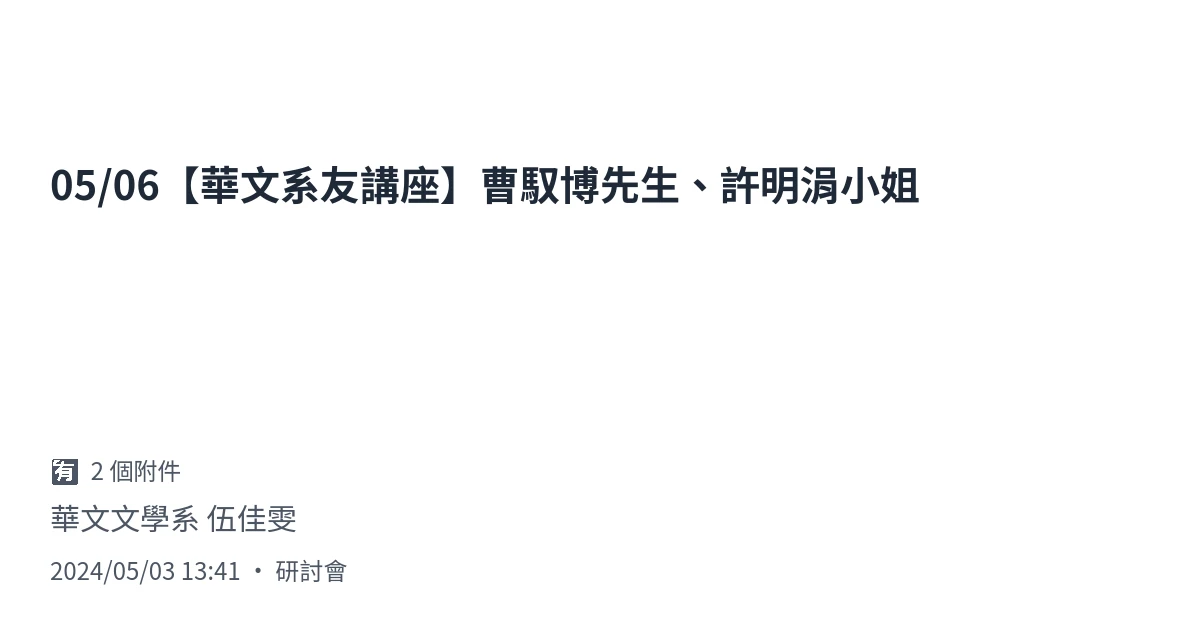 05/06【華文系友講座】曹馭博先生、許明涓小姐
🈶 2 個附件
華文文學系 伍佳雯
2024/05/03 13:41 • 研討會